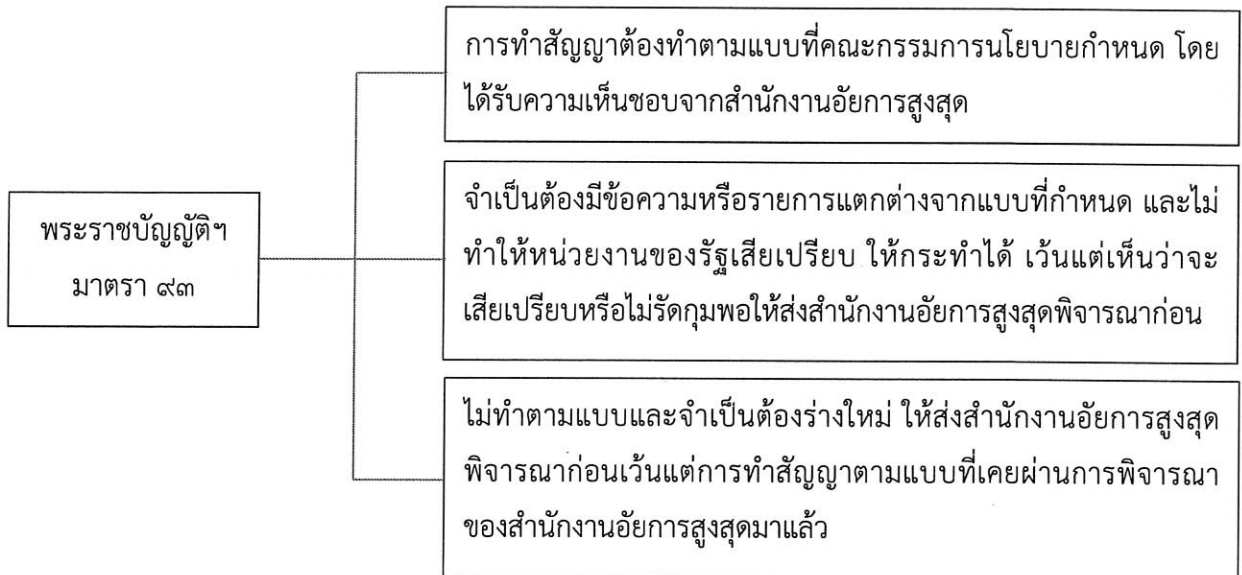 การทำสัญญาต้องทำตามแบบที่คณะกรรมการนโยบายกำหนด โดย
ได้รับความเห็นชอบจากสำนักงานอัยการสูงสุด
พระราชบัญญัติฯ
มาตรา ๙๓
จำเป็นต้องมีข้อความหรือรายการแตกต่างจากแบบที่กำหนด และไม่
ทำให้หน่วยงานของรัฐเสียเปรียบ ให้กระทำได้ เว้นแต่เห็นว่าจะ
เสียเปรียบหรือไม่รัดกุมพอให้ส่งสำนักงานอัยการสูงสุดพิจารณาก่อน
ไม่ทำตามแบบและจำเป็นต้องร่างใหม่ ให้ส่งสำนักงานอัยการสูงสุด
พิจารณาก่อนเว้นแต่การทำสัญญาตามแบบที่เคยผ่านการพิจารณา
ของสำนักงานอัยการสูงสุดมาแล้ว